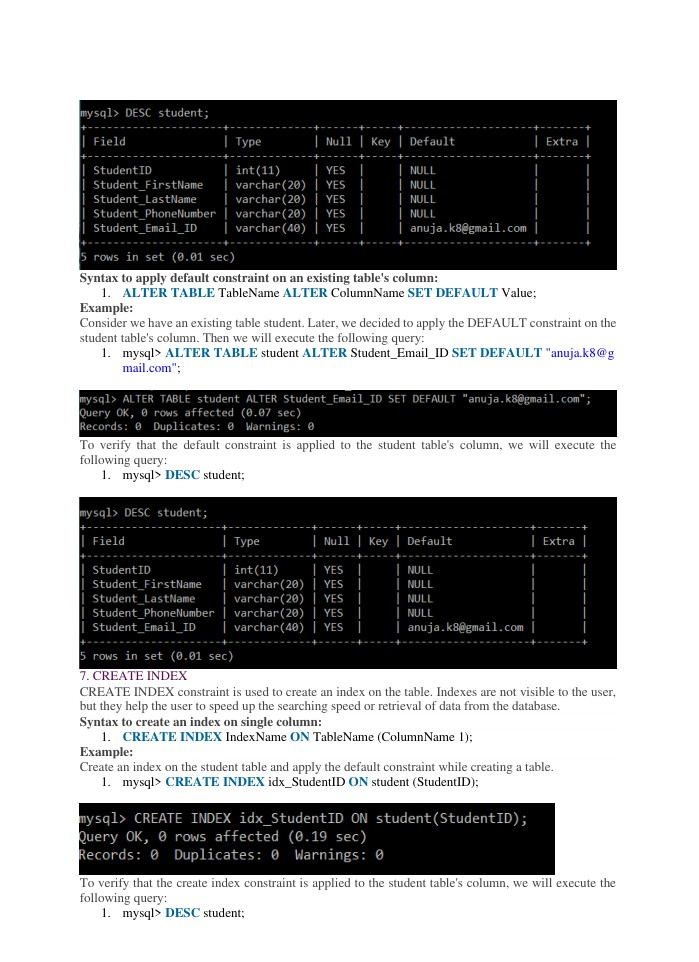 mysql> DESC student;
+---------------------+-------------+------+-----+-------------------+-------+
| Field | Type | Null | Key | Default | Extra |
+---------------------+-------------+------+-----+-------------------+-------+
| StudentID | int(11) | YES | | NULL | |
| Student_FirstName | varchar(20) | YES | | NULL | |
| Student_LastName | varchar(20) | YES | | NULL | |
| Student_PhoneNumber | varchar(20) | YES | | NULL | |
| Student_Email_ID | varchar(40) | YES | | anuja.k8@gmail.com | |
+---------------------+-------------+------+-----+-------------------+-------+
5 rows in set (0.01 sec)
Syntax to apply default constraint on an existing table's column:
1. ALTER TABLE TableName ALTER ColumnName SET DEFAULT Value;
Example:
Consider we have an existing table student. Later, we decided to apply the DEFAULT constraint on the
student table's column. Then we will execute the following query:
1. mysql> ALTER TABLE student ALTER Student_Email_ID SET DEFAULT "anuja.k8@g
mail.com";
mysql> ALTER TABLE student ALTER Student_Email_ID SET DEFAULT "anuja.k8@gmail.com";
Query OK, 0 rows affected (0.07 sec)
Records: 0 Duplicates: 0 Warnings: 0
To verify that the default constraint is applied to the student table's column, we will execute the
following query:
1. mysql> DESC student;
mysql> DESC student;
+---------------------+-------------+------+-----+-------------------+-------+
| Field | Type | Null | Key | Default | Extra |
+---------------------+-------------+------+-----+-------------------+-------+
| StudentID | int(11) | YES | | NULL | |
| Student_FirstName | varchar(20) | YES | | NULL | |
| Student_LastName | varchar(20) | YES | | NULL | |
| Student_PhoneNumber | varchar(20) | YES | | NULL | |
| Student_Email_ID | varchar(40) | YES | | anuja.k8@gmail.com | |
+---------------------+-------------+------+-----+-------------------+-------+
5 rows in set (0.01 sec)
7. CREATE INDEX
CREATE INDEX constraint is used to create an index on the table. Indexes are not visible to the user,
but they help the user to speed up the searching speed or retrieval of data from the database.
Syntax to create an index on single column:
1. CREATE INDEX IndexName ON TableName (ColumnName 1);
Example:
Create an index on the student table and apply the default constraint while creating a table.
1. mysql> CREATE INDEX idx_StudentID ON student (StudentID);
mysql> CREATE INDEX idx_StudentID ON student(StudentID);
Query OK, 0 rows affected (0.19 sec)
Records: 0 Duplicates: 0 Warnings: 0
To verify that the create index constraint is applied to the student table's column, we will execute the
following query:
1. mysql> DESC student;